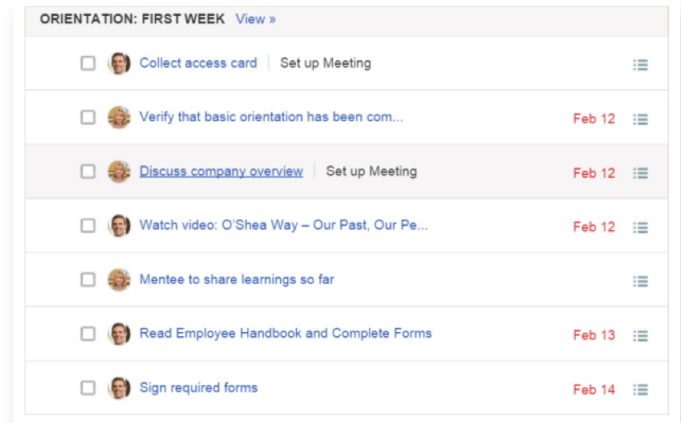 ORIENTATION: FIRST WEEK View »
Collect access card Set up Meeting
Verify that basic orientation has been com... Feb 12
Discuss company overview Set up Meeting Feb 12
Watch video: O'Shea Way – Our Past, Our Pe... Feb 12
Mentee to share learnings so far
Read Employee Handbook and Complete Forms Feb 13
Sign required forms Feb 14